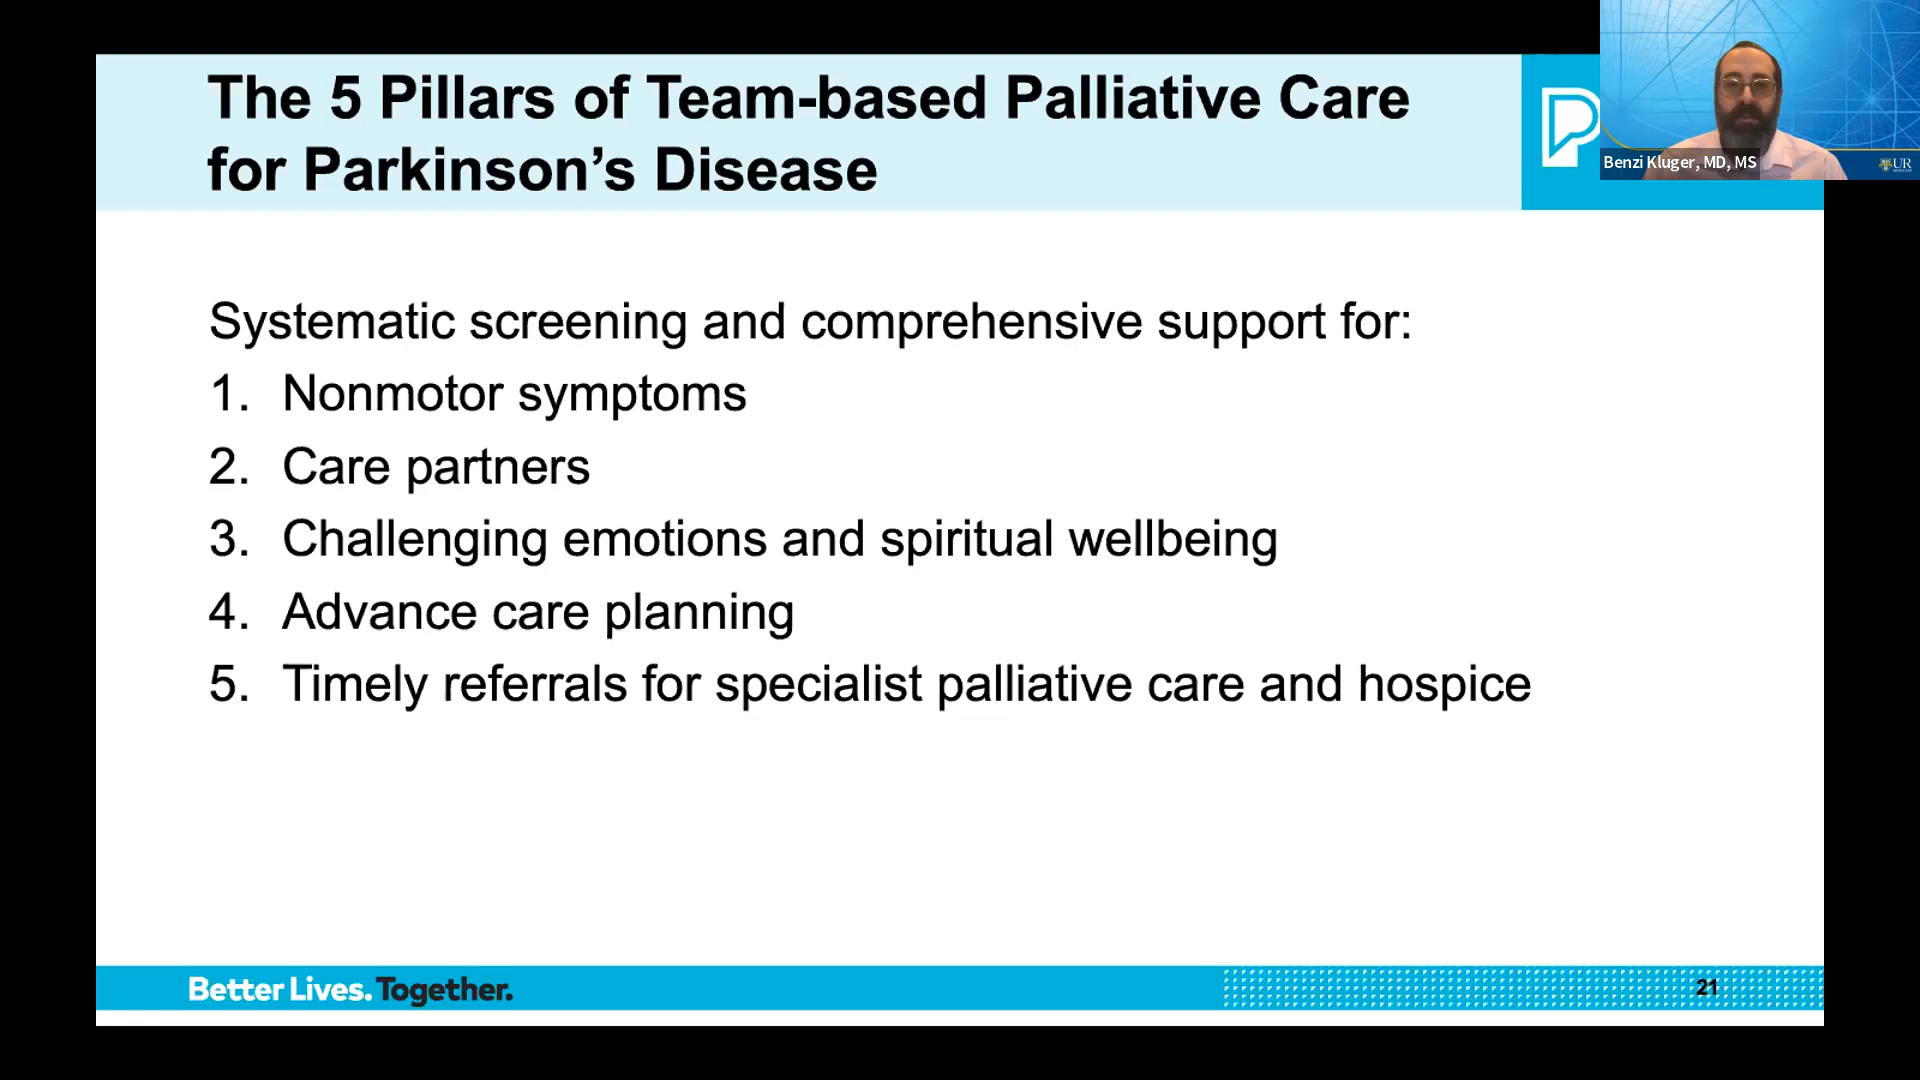 The 5 Pillars of Team-based Palliative Care
for Parkinson’s Disease
Benzi Kluger, MD, MS
UR
MEDICINE
Systematic screening and comprehensive support for:
1. Nonmotor symptoms
2. Care partners
3. Challenging emotions and spiritual wellbeing
4. Advance care planning
5. Timely referrals for specialist palliative care and hospice
Better Lives. Together.
21